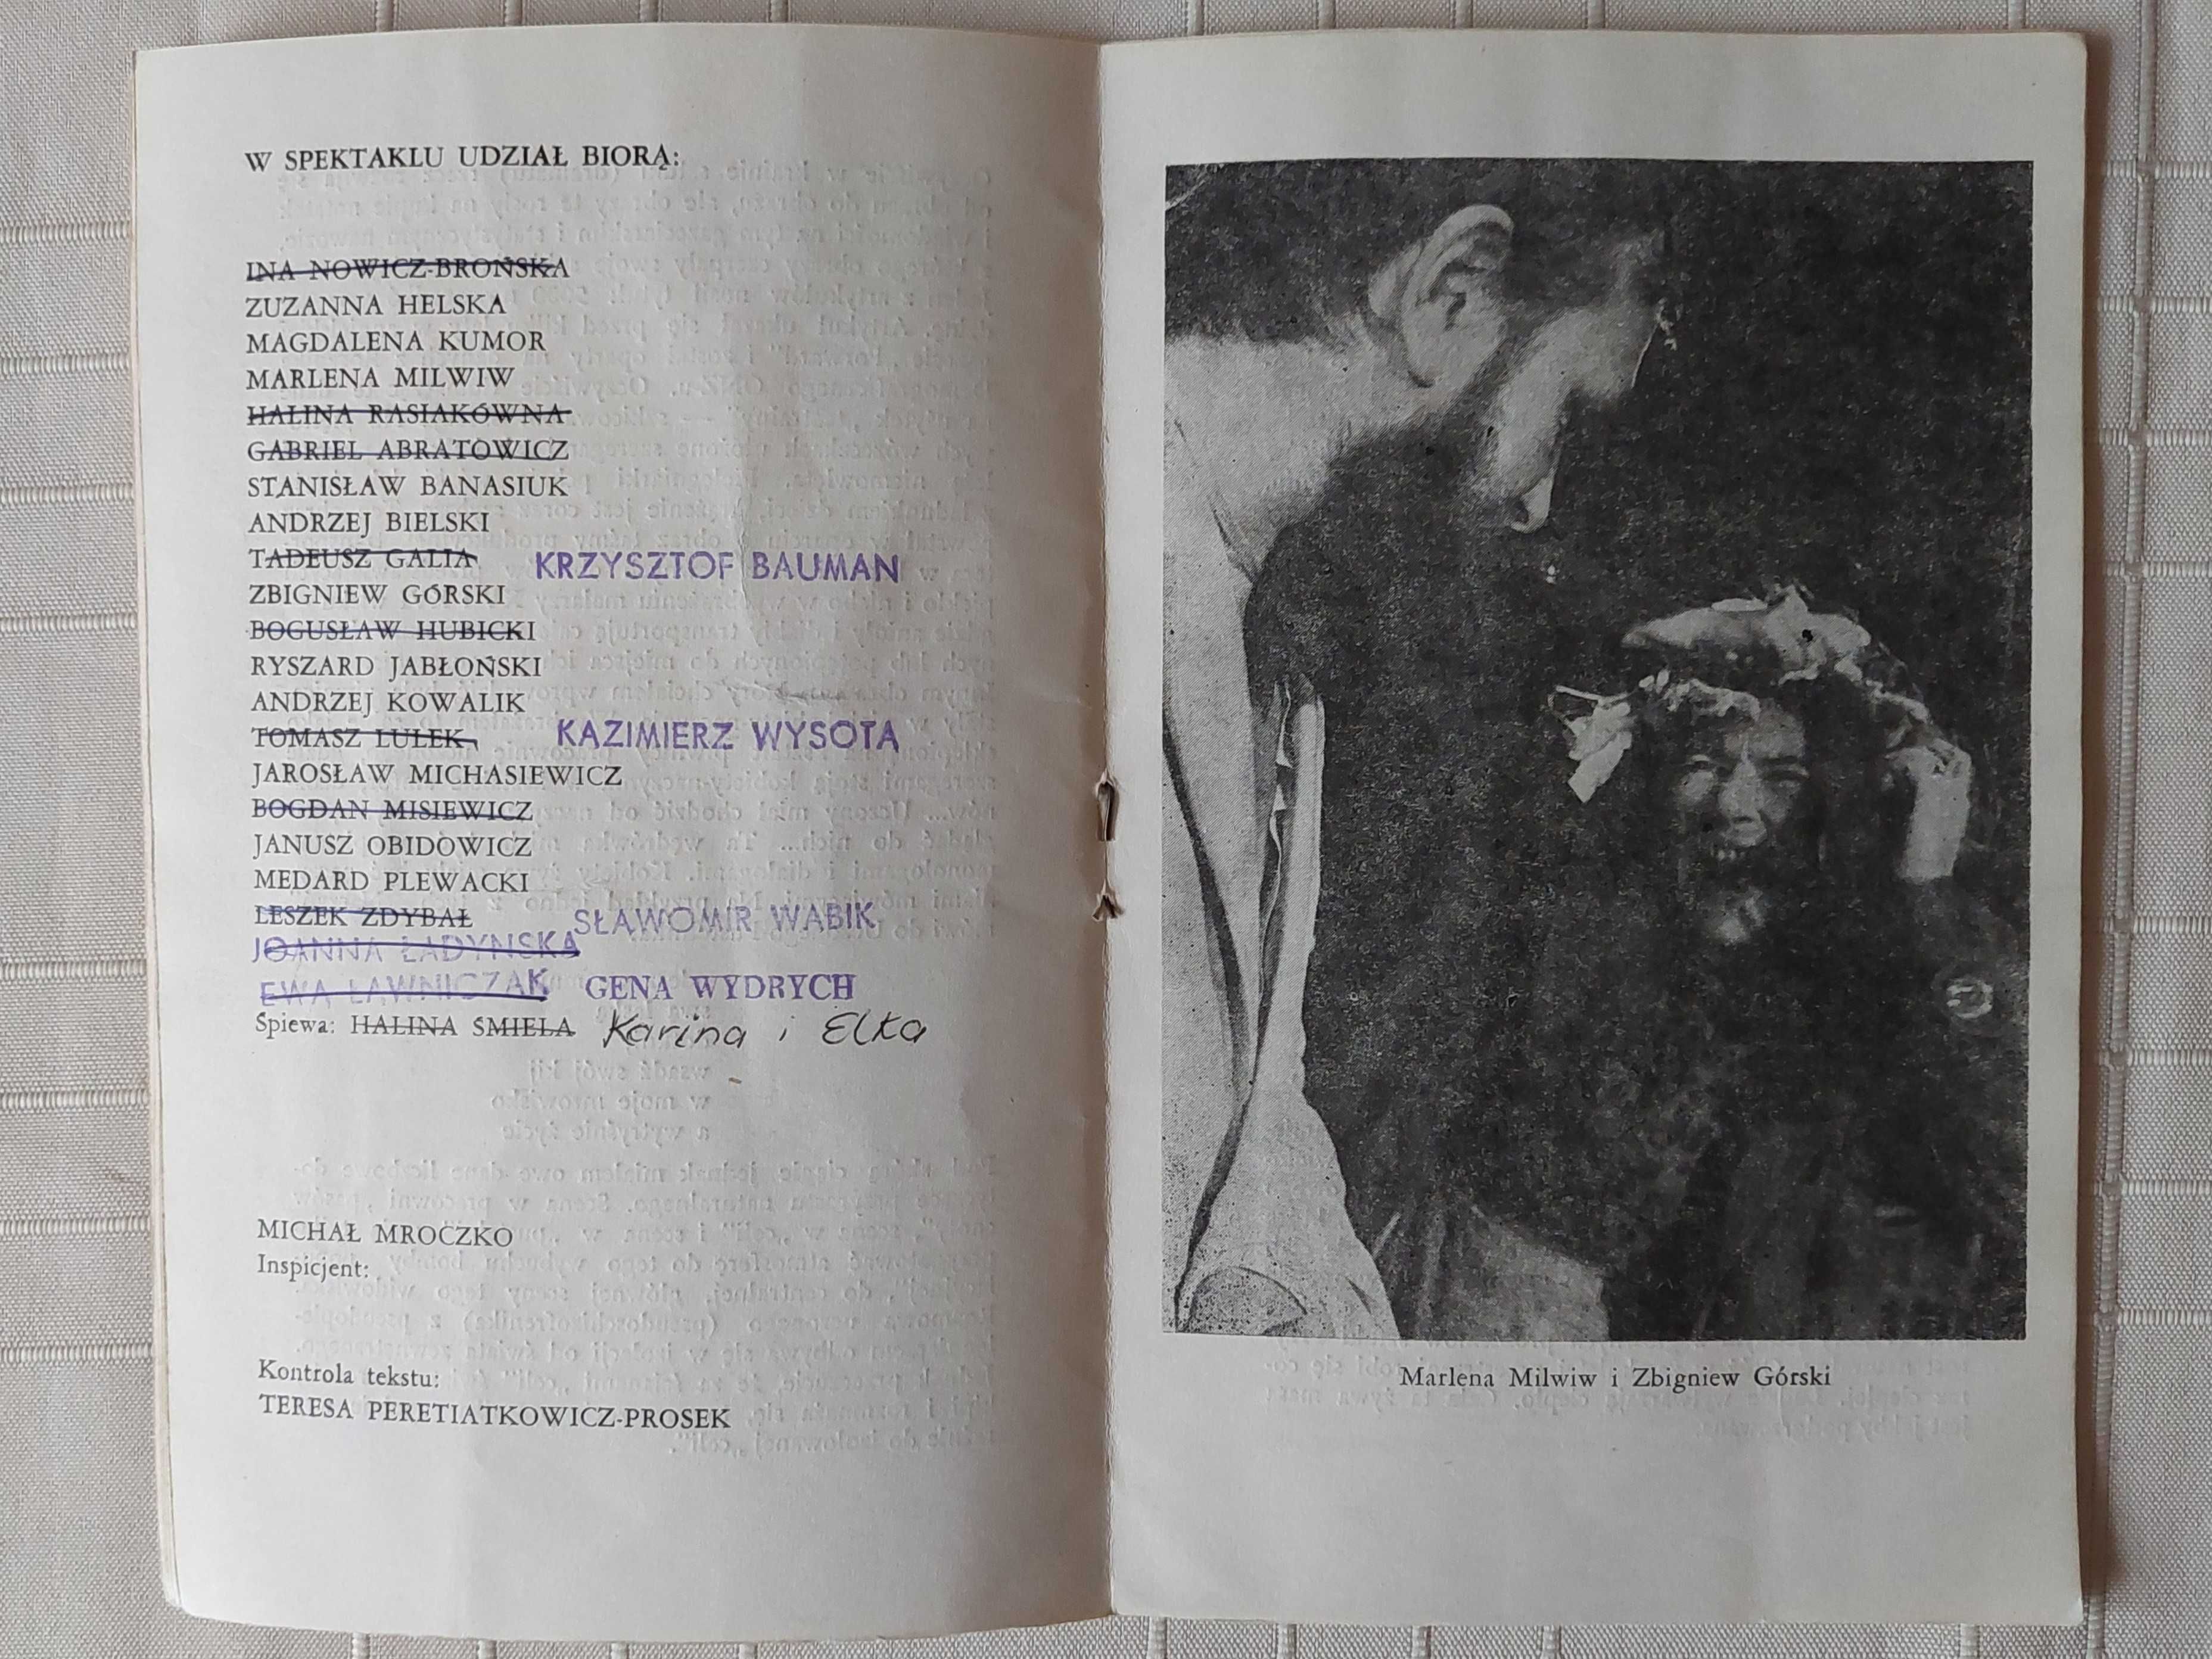 W SPEKTAKLU UDZIAŁ BIORĄ:
INA NOWICZ-BROŃSKA
ZUZANNA HELSKA
MAGDALENA KUMOR
MARLENA MILWIW
HALINA RASIAKÓWNA
GABRIEL ABRATOWICZ
STANISŁAW BANASIUK
ANDRZEJ BIELSKI
TADEUSZ GALIA KRZYSZTOF BAUMAN
ZBIGNIEW GÓRSKI
BOGUSŁAW HUBICKI
RYSZARD JABŁOŃSKI
ANDRZEJ KOWALIK
TOMASZ LULEK KAZIMIERZ WYSOTA
JAROSŁAW MICHASIEWICZ
BOGDAN MISIEWICZ
JANUSZ OBIDOWICZ
MEDARD PLEWACKI
LESZEK ZDYBAŁ SŁAWOMIR WABIK
JOANNA ŁADYNSKA
EWA ŁAWNICZAK GENA WYDRYCH
Śpiewa: HALINA ŚMIELA Karina i Elka
MICHAŁ MROCZKO
Inspicjent:
Kontrola tekstu:
TERESA PERETIATKOWICZ-PROSEK
Marlena Milwiw i Zbigniew Górski